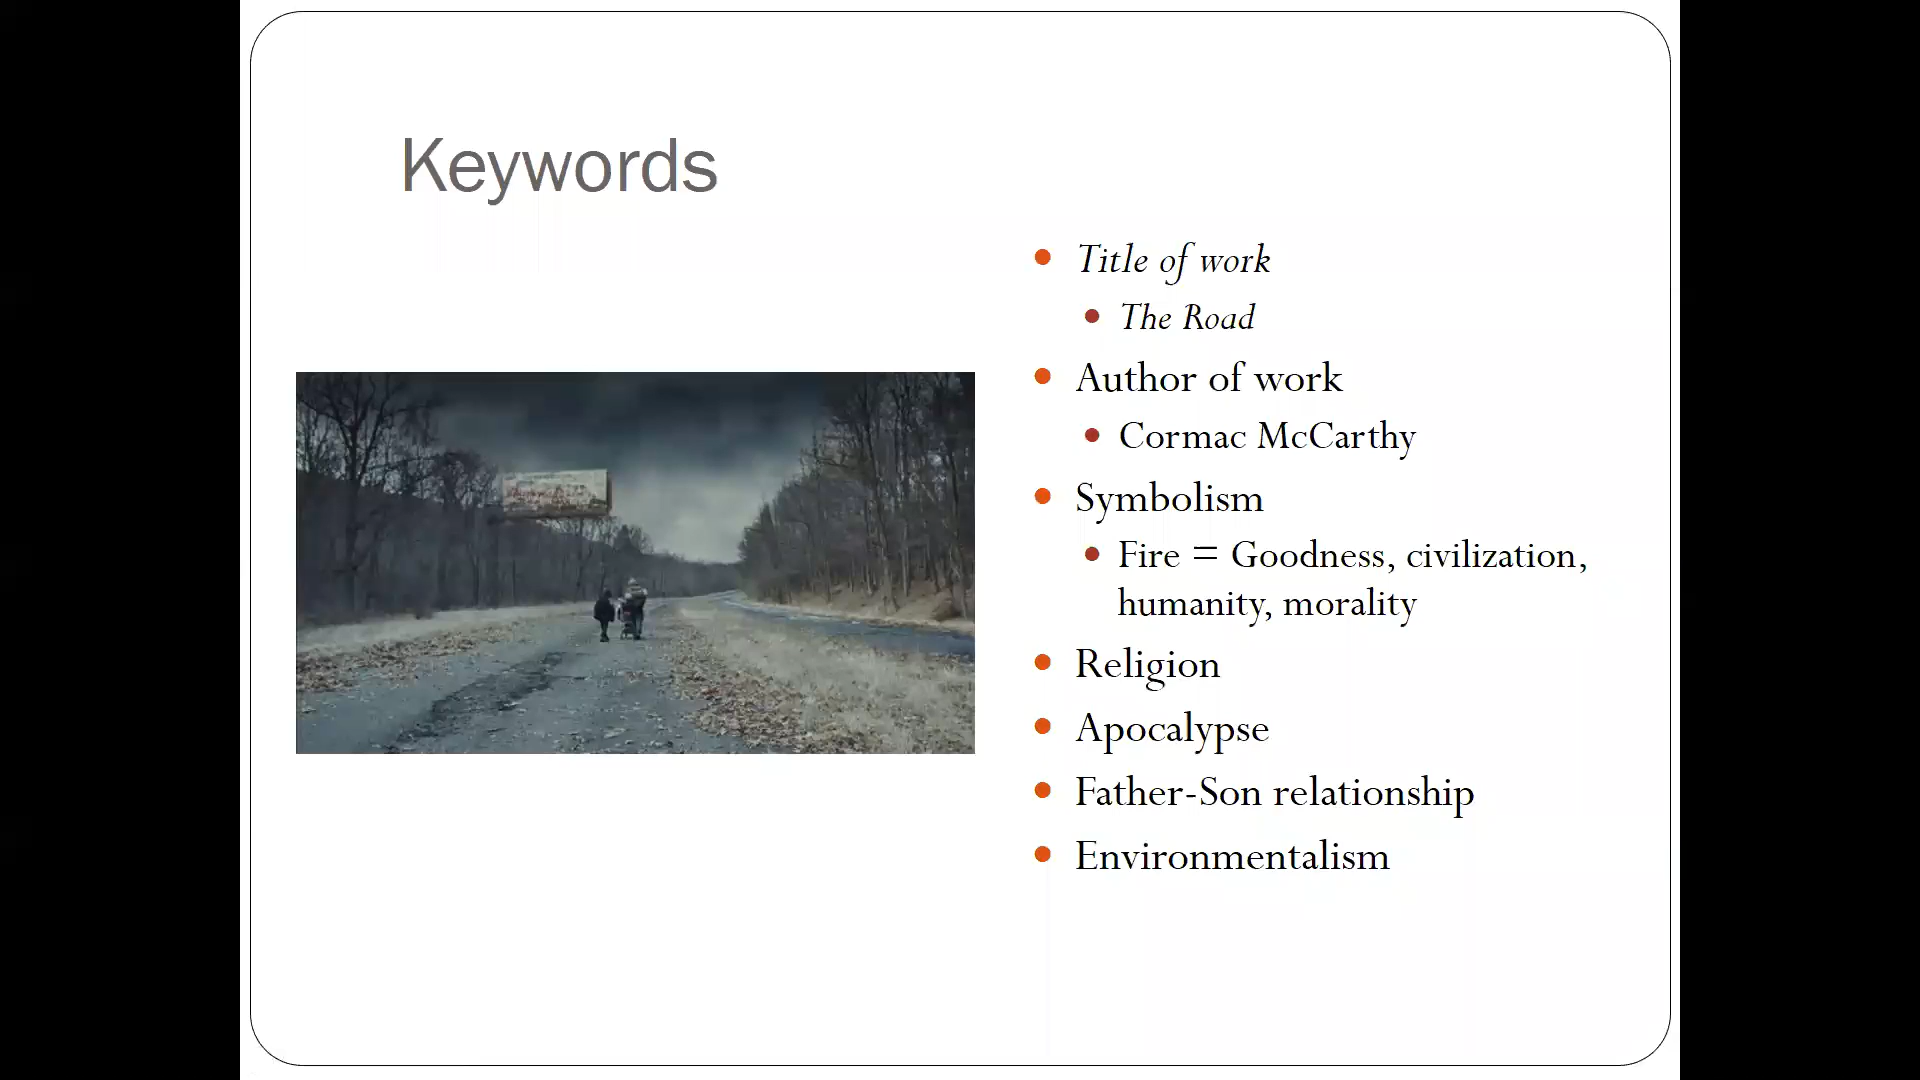 Keywords
Title of work
The Road
Author of work
Cormac McCarthy
Symbolism
Fire = Goodness, civilization,
humanity, morality
Religion
Apocalypse
Father-Son relationship
Environmentalism